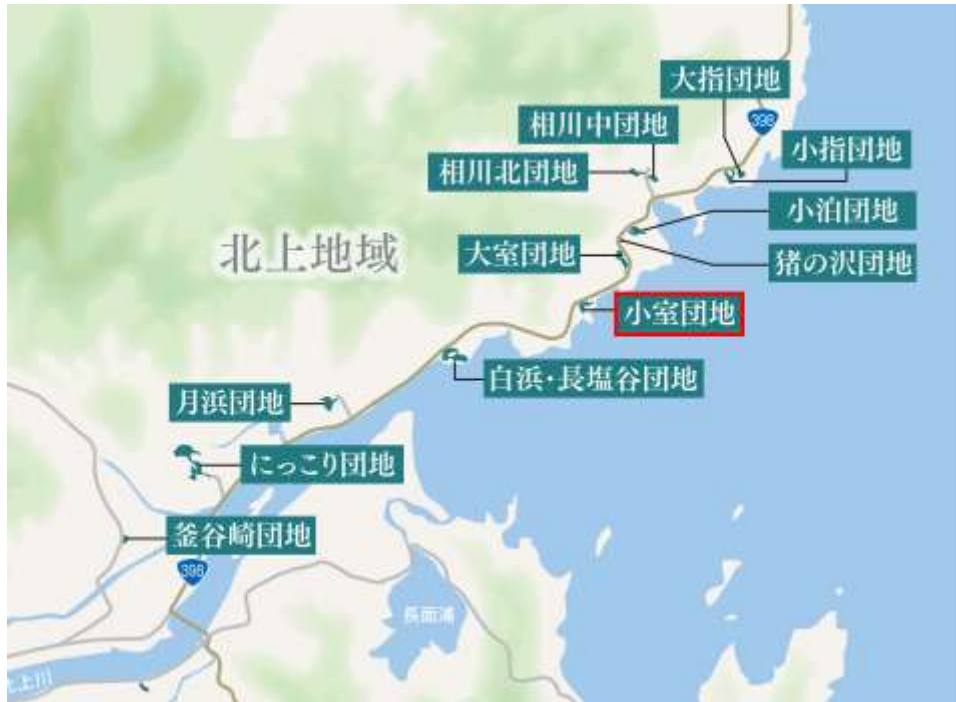 大指団地
398
相川中団地
小指団地
相川北団地
小泊団地
北上地域
大室団地
猪の沢団地
小室団地
白浜・長塩谷団地
月浜団地
にっこり団地
釜谷崎団地
398
長面浦
北上川